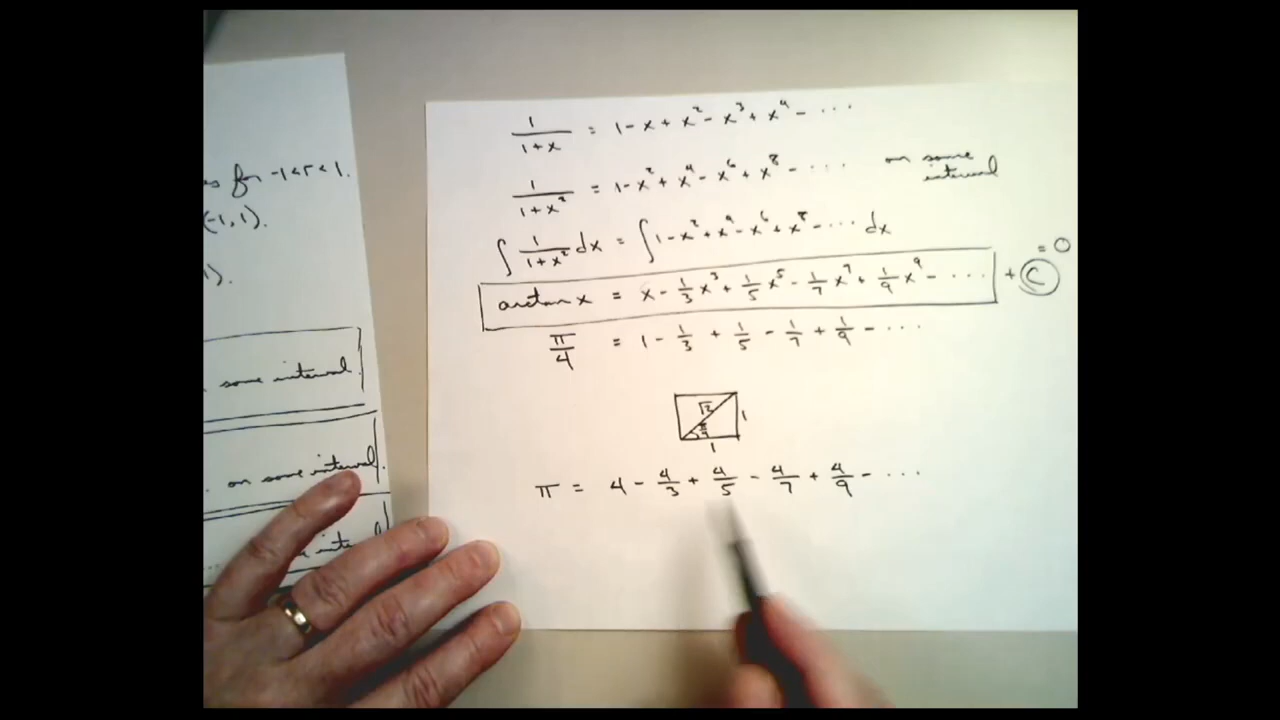 es for -1<r<1.
(-1,1).
1).
some interval.
on some interval.
interval
1/(1+x) = 1-x+x²-x³+x⁴-⋯
1/(1+x²) = 1-x²+x⁴-x⁶+x⁸-⋯ on some
interval
∫ 1/(1+x²) dx = ∫ 1-x²+x⁴-x⁶+x⁸-⋯ dx
arctan x = x - 1/3 x³ + 1/5 x⁵ - 1/7 x⁷ + 1/9 x⁹ - ⋯ + C = 0
π/4 = 1 - 1/3 + 1/5 - 1/7 + 1/9 - ⋯
√2
π/4
1
1
π = 4 - 4/3 + 4/5 - 4/7 + 4/9 - ⋯